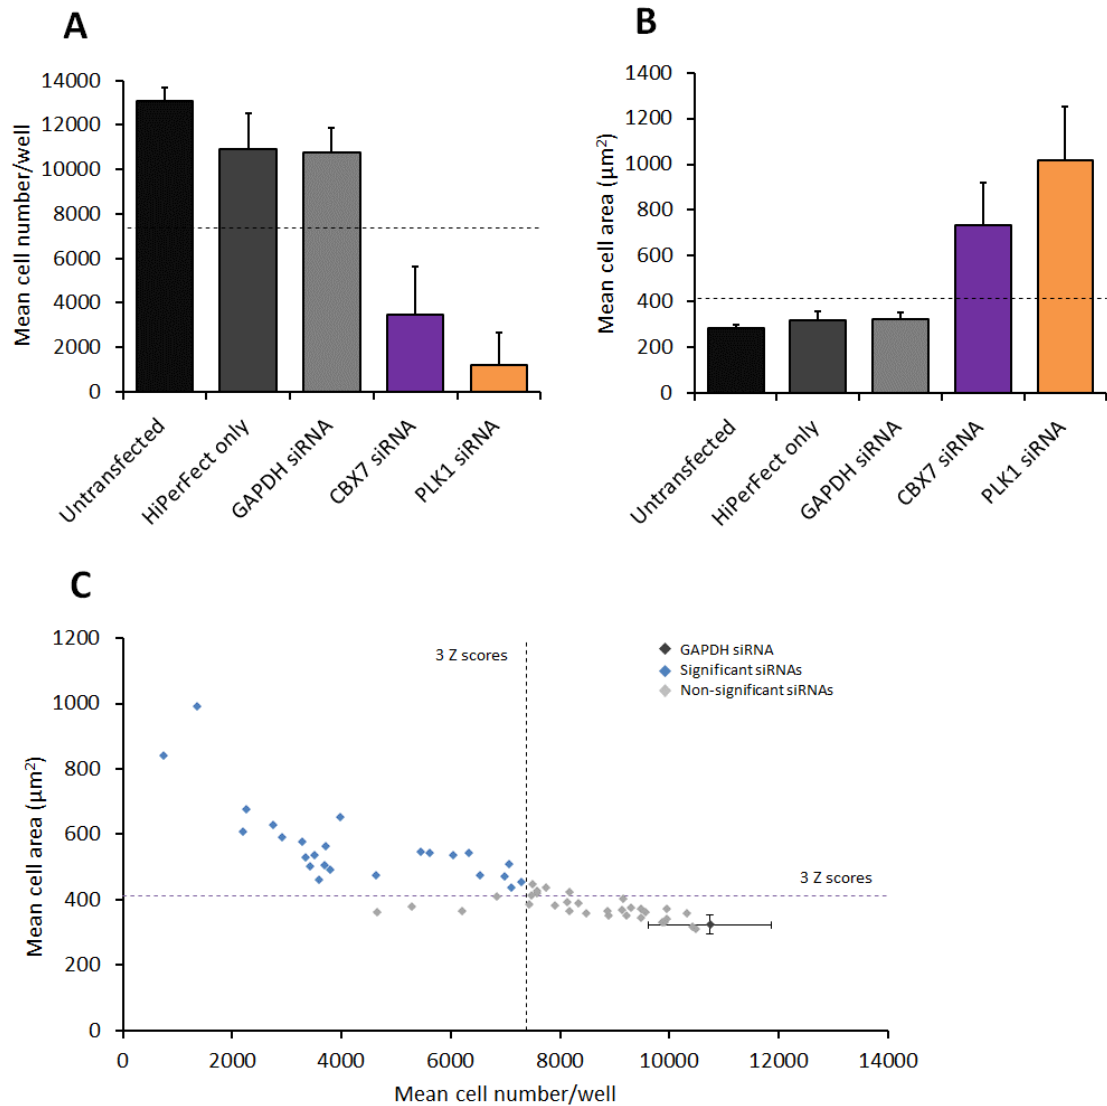 A
Mean cell number/well
14000
12000
10000
8000
6000
4000
2000
0
Untransfected
HiPerFect only
GAPDH siRNA
CBX7 siRNA
PLK1 siRNA
B
Mean cell area (µm²)
1400
1200
1000
800
600
400
200
0
Untransfected
HiPerFect only
GAPDH siRNA
CBX7 siRNA
PLK1 siRNA
C
Mean cell area (µm²)
1200
1000
800
600
400
200
0
3 Z scores
GAPDH siRNA
Significant siRNAs
Non-significant siRNAs
3 Z scores
0 2000 4000 6000 8000 10000 12000 14000
Mean cell number/well